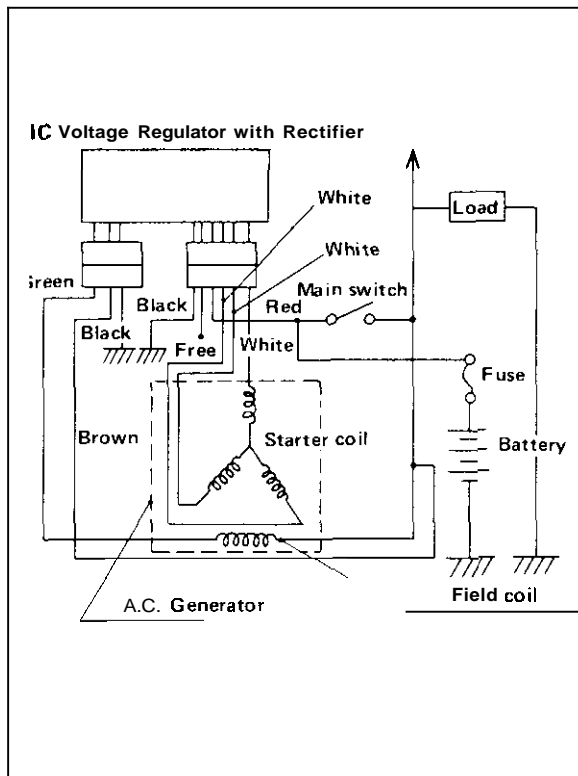 IC Voltage Regulator with Rectifier
White
Load
White
Green
Main switch
Black
Red
Black
Free
White
Fuse
Brown
Starter coil
Battery
A.C. Generator
Field coil